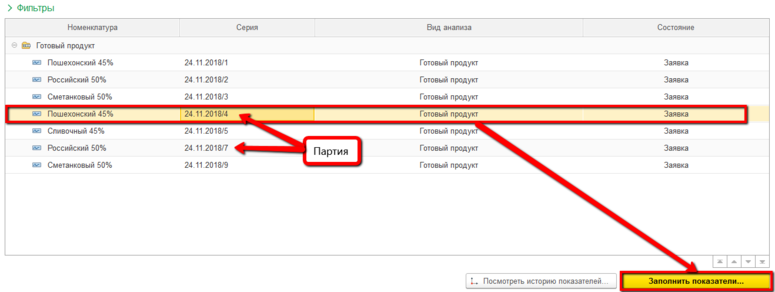 Фильтры
Номенклатура Серия Вид анализа Состояние
Готовый продукт
Пошехонский 45% 24.11.2018/1 Готовый продукт Заявка
Российский 50% 24.11.2018/2 Готовый продукт Заявка
Сметанковый 50% 24.11.2018/3 Готовый продукт Заявка
Пошехонский 45% 24.11.2018/4 Готовый продукт Заявка
Сливочный 45% 24.11.2018/5 Готовый продукт Заявка
Российский 50% 24.11.2018/7 Готовый продукт Заявка
Сметанковый 50% 24.11.2018/9 Готовый продукт Заявка
Партия
Посмотреть историю показателей... Заполнить показатели...